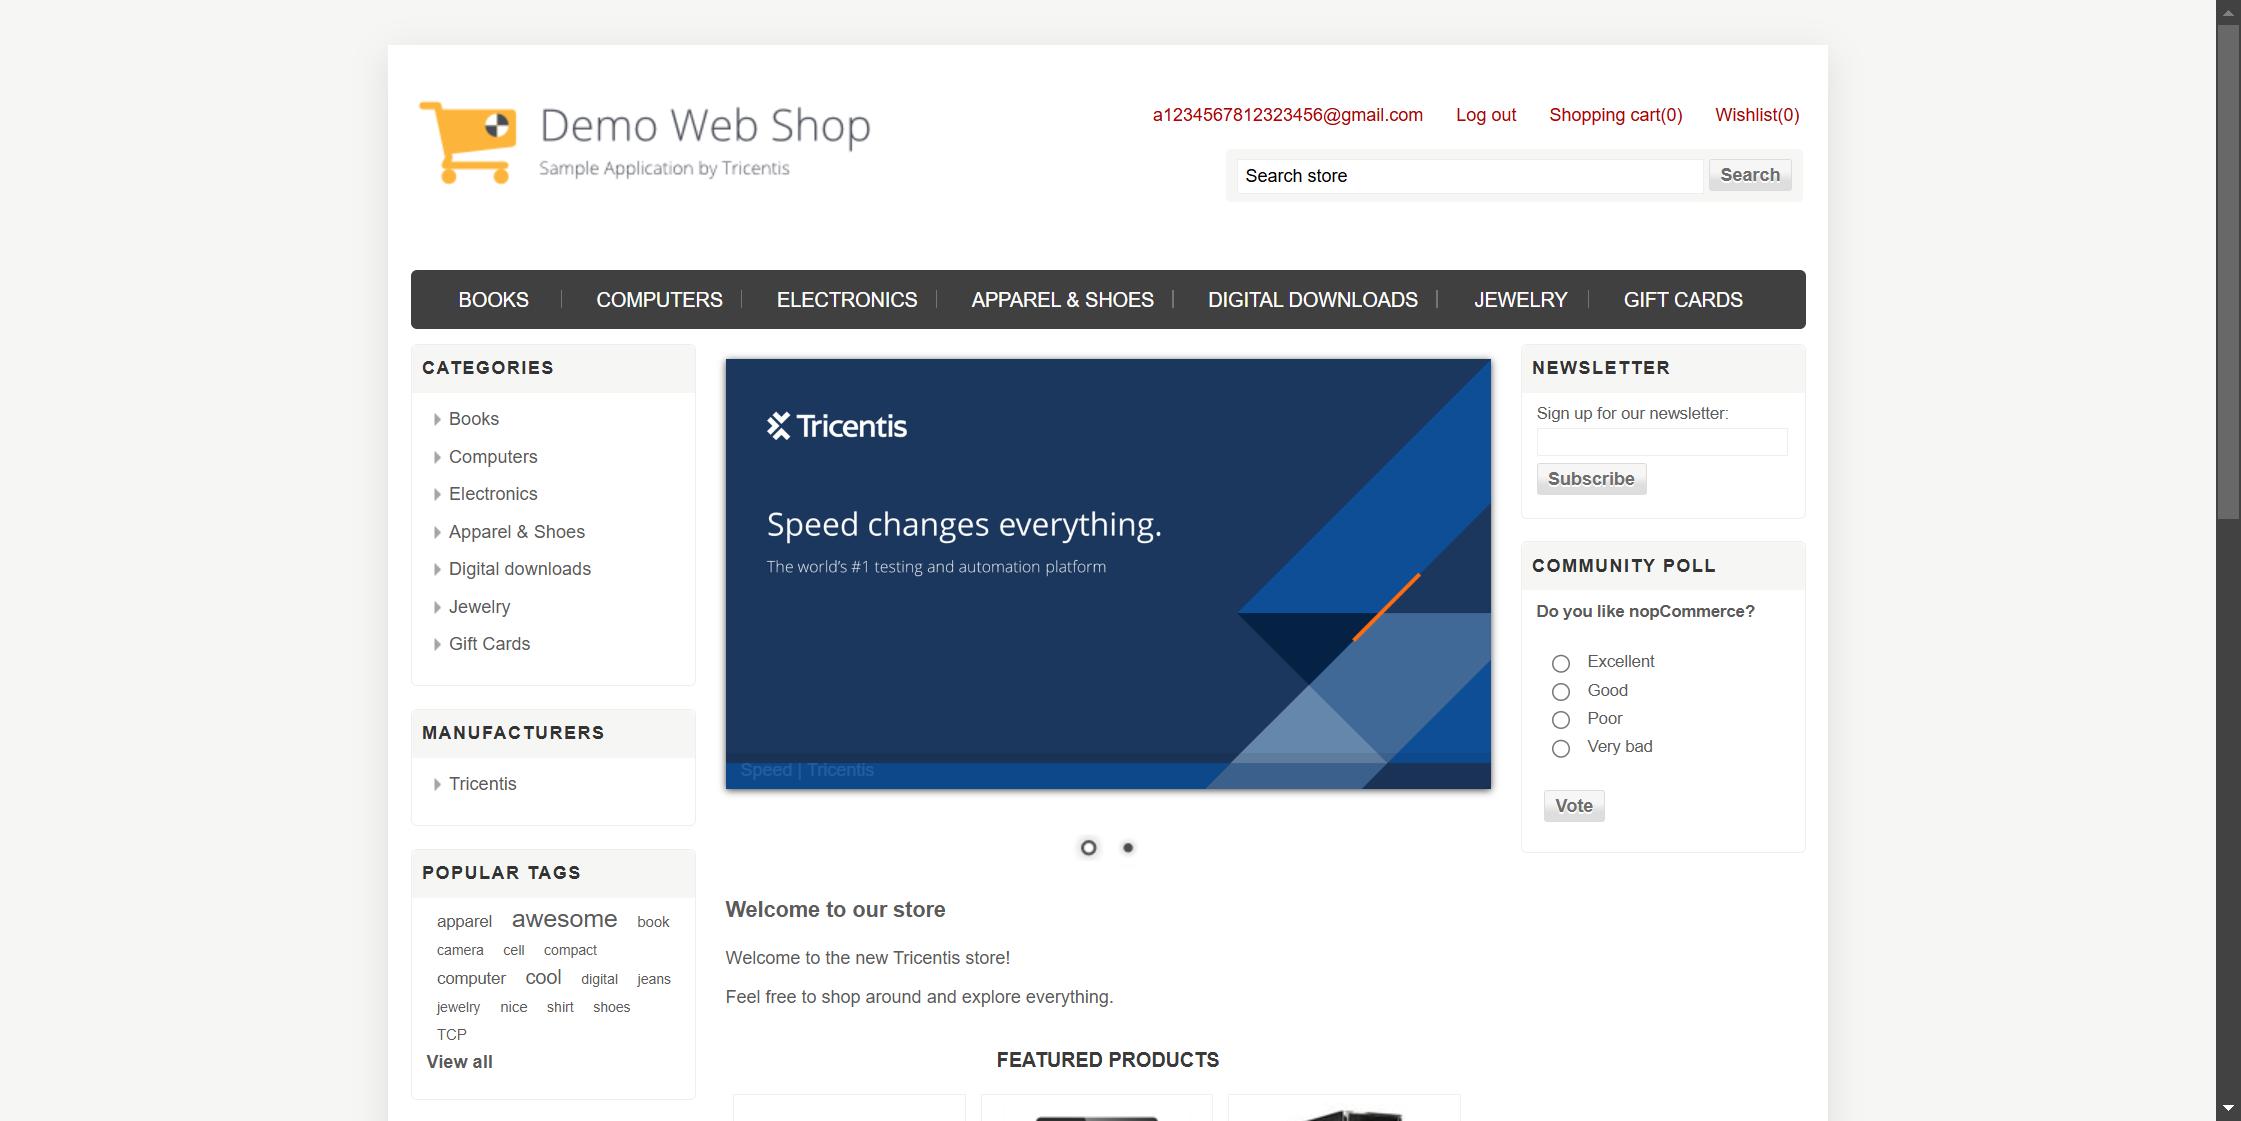 Demo Web Shop
Sample Application by Tricentis
a1234567812323456@gmail.com Log out Shopping cart(0) Wishlist(0)
Search store Search
BOOKS COMPUTERS ELECTRONICS APPAREL & SHOES DIGITAL DOWNLOADS JEWELRY GIFT CARDS
CATEGORIES
Books
Computers
Electronics
Apparel & Shoes
Digital downloads
Jewelry
Gift Cards
MANUFACTURERS
Tricentis
POPULAR TAGS
apparel awesome book
camera cell compact
computer cool digital jeans
jewelry nice shirt shoes
TCP
View all
Tricentis
Speed changes everything.
The world's #1 testing and automation platform
Speed | Tricentis
Welcome to our store
Welcome to the new Tricentis store!
Feel free to shop around and explore everything.
FEATURED PRODUCTS
NEWSLETTER
Sign up for our newsletter:
Subscribe
COMMUNITY POLL
Do you like nopCommerce?
Excellent
Good
Poor
Very bad
Vote